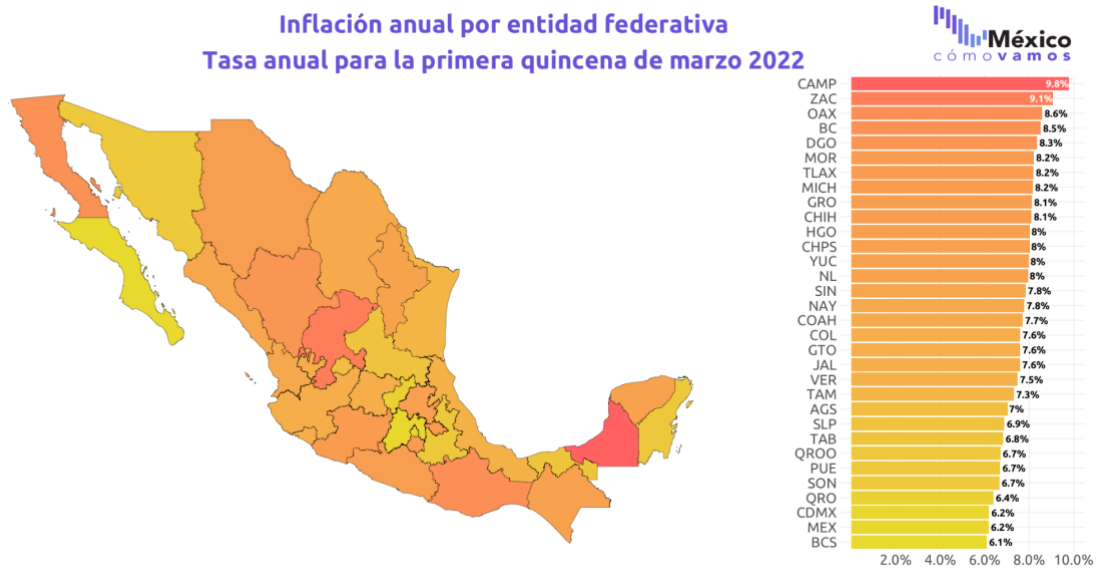 Inflación anual por entidad federativa
Tasa anual para la primera quincena de marzo 2022
México
cómo vamos
CAMP 9.8%
ZAC 9.1%
OAX 8.6%
BC 8.5%
DGO 8.3%
MOR 8.2%
TLAX 8.2%
MICH 8.2%
GRO 8.1%
CHIH 8.1%
HGO 8%
CHPS 8%
YUC 8%
NL 8%
SIN 7.8%
NAY 7.8%
COAH 7.7%
COL 7.6%
GTO 7.6%
JAL 7.6%
VER 7.5%
TAM 7.3%
AGS 7%
SLP 6.9%
TAB 6.8%
QROO 6.7%
PUE 6.7%
SON 6.7%
QRO 6.4%
CDMX 6.2%
MEX 6.2%
BCS 6.1%
2.0% 4.0% 6.0% 8.0% 10.0%